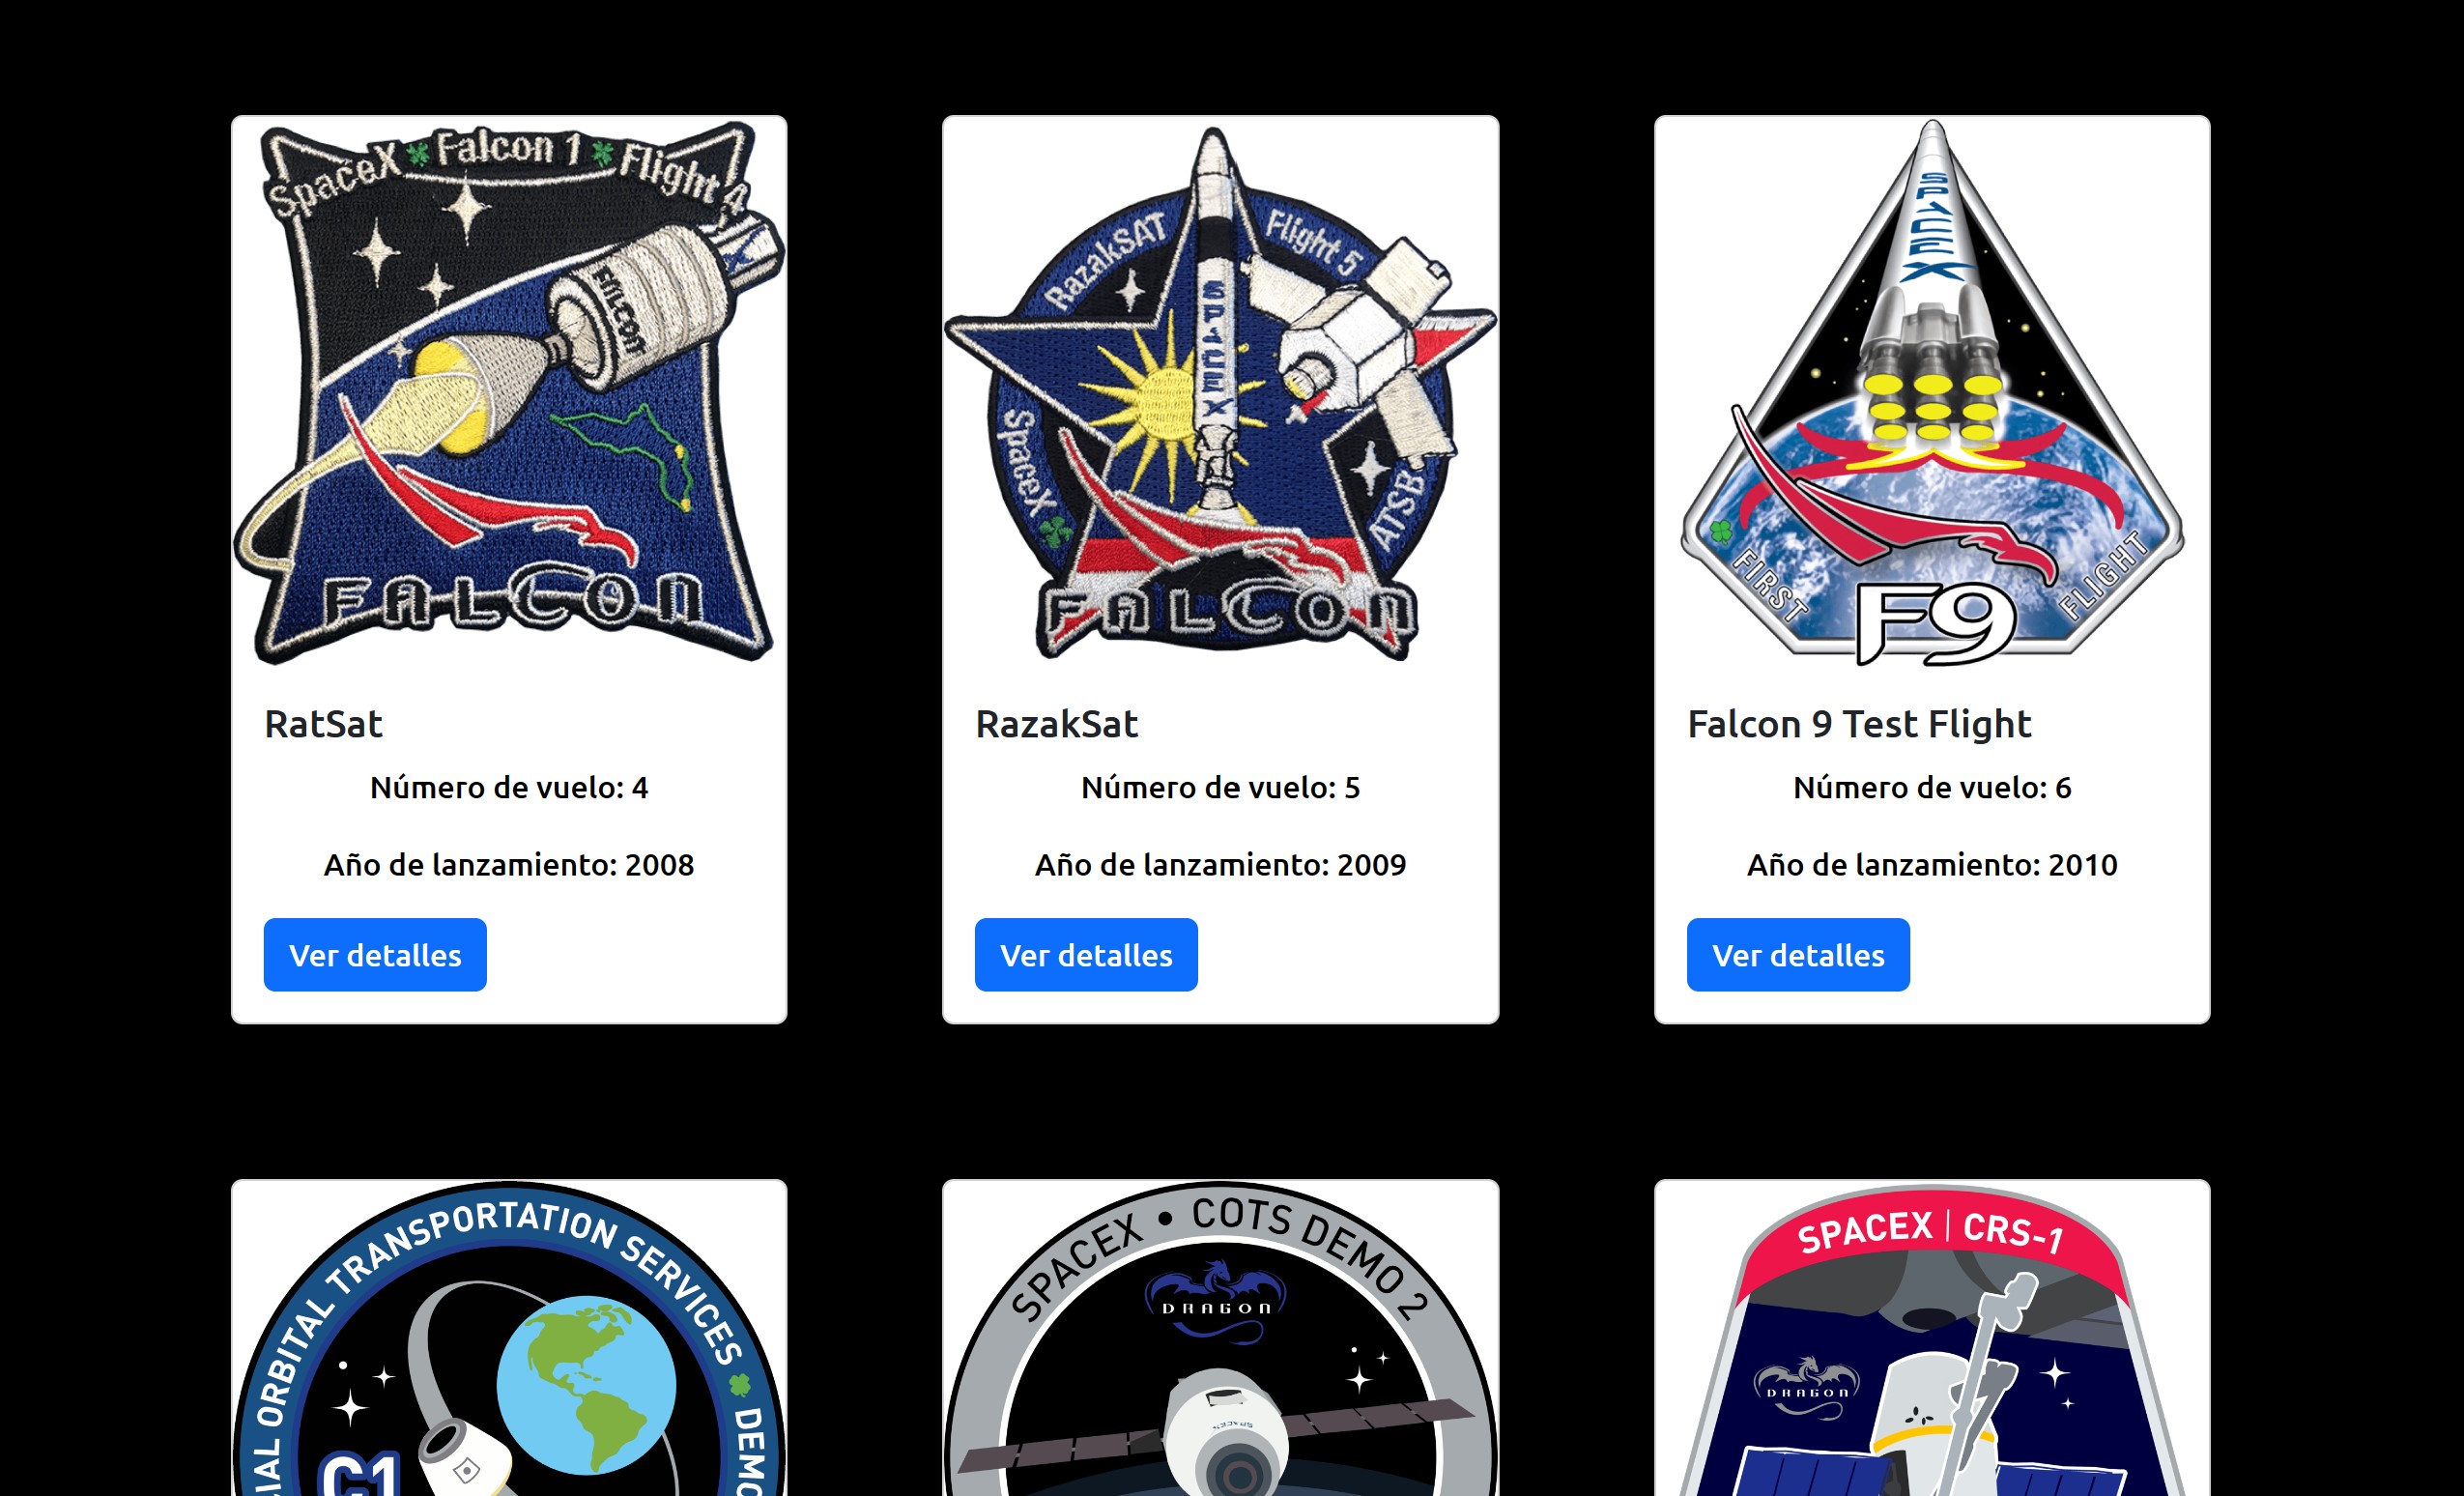 SpaceX Falcon 1 Flight 4
FALCON
FALCON
RazakSAT Flight 5
SPACEX
SpaceX
ATSB
FALCON
SPACEX
FIRST FLIGHT
F9
RatSat
Número de vuelo: 4
Año de lanzamiento: 2008
Ver detalles
RazakSat
Número de vuelo: 5
Año de lanzamiento: 2009
Ver detalles
Falcon 9 Test Flight
Número de vuelo: 6
Año de lanzamiento: 2010
Ver detalles
ORBITAL TRANSPORTATION SERVICES
C1
SPACEX • COTS DEMO 2
DRAGON
SPACEX
SPACEX | CRS-1
DRAGON